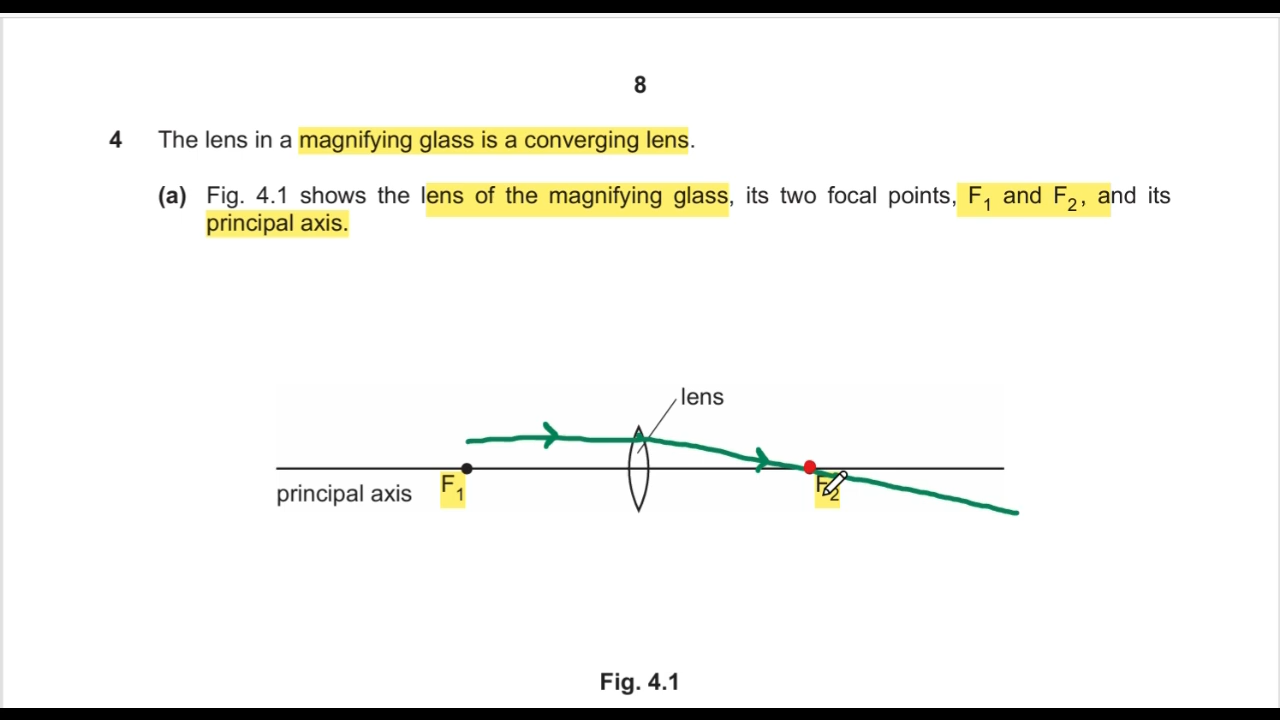 8
4 The lens in a magnifying glass is a converging lens.
(a) Fig. 4.1 shows the lens of the magnifying glass, its two focal points, F₁ and F₂, and its
principal axis.
lens
principal axis F₁ F₂
Fig. 4.1